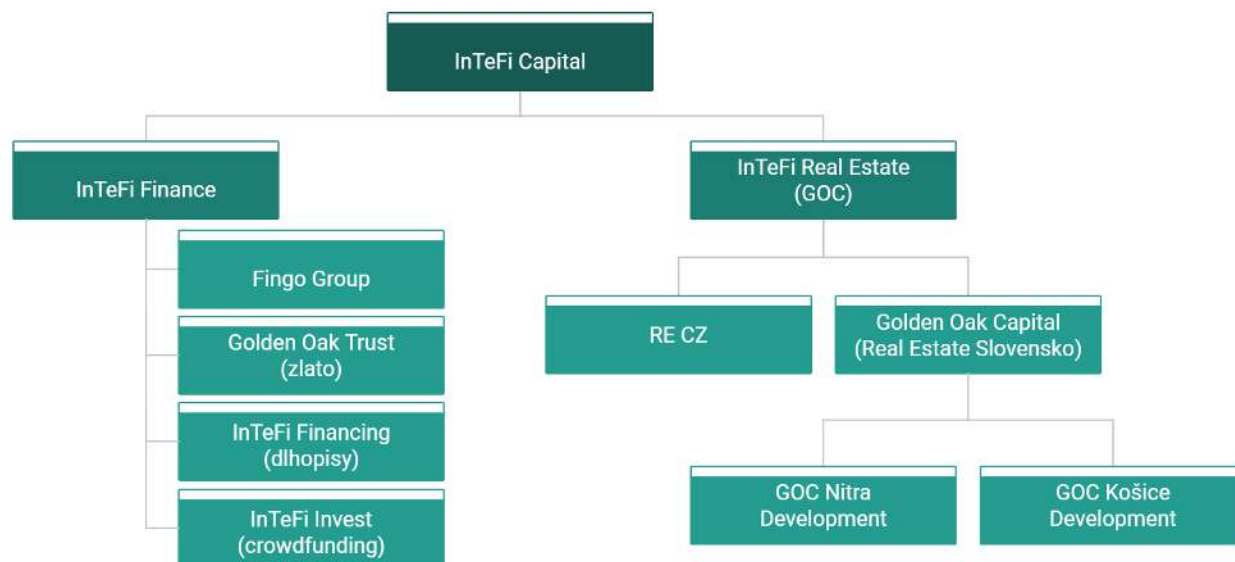 InTeFi Capital
InTeFi Finance
InTeFi Real Estate
(GOC)
Fingo Group
Golden Oak Trust
(zlato)
InTeFi Financing
(dlhopisy)
InTeFi Invest
(crowdfunding)
RE CZ
Golden Oak Capital
(Real Estate Slovensko)
GOC Nitra
Development
GOC Košice
Development